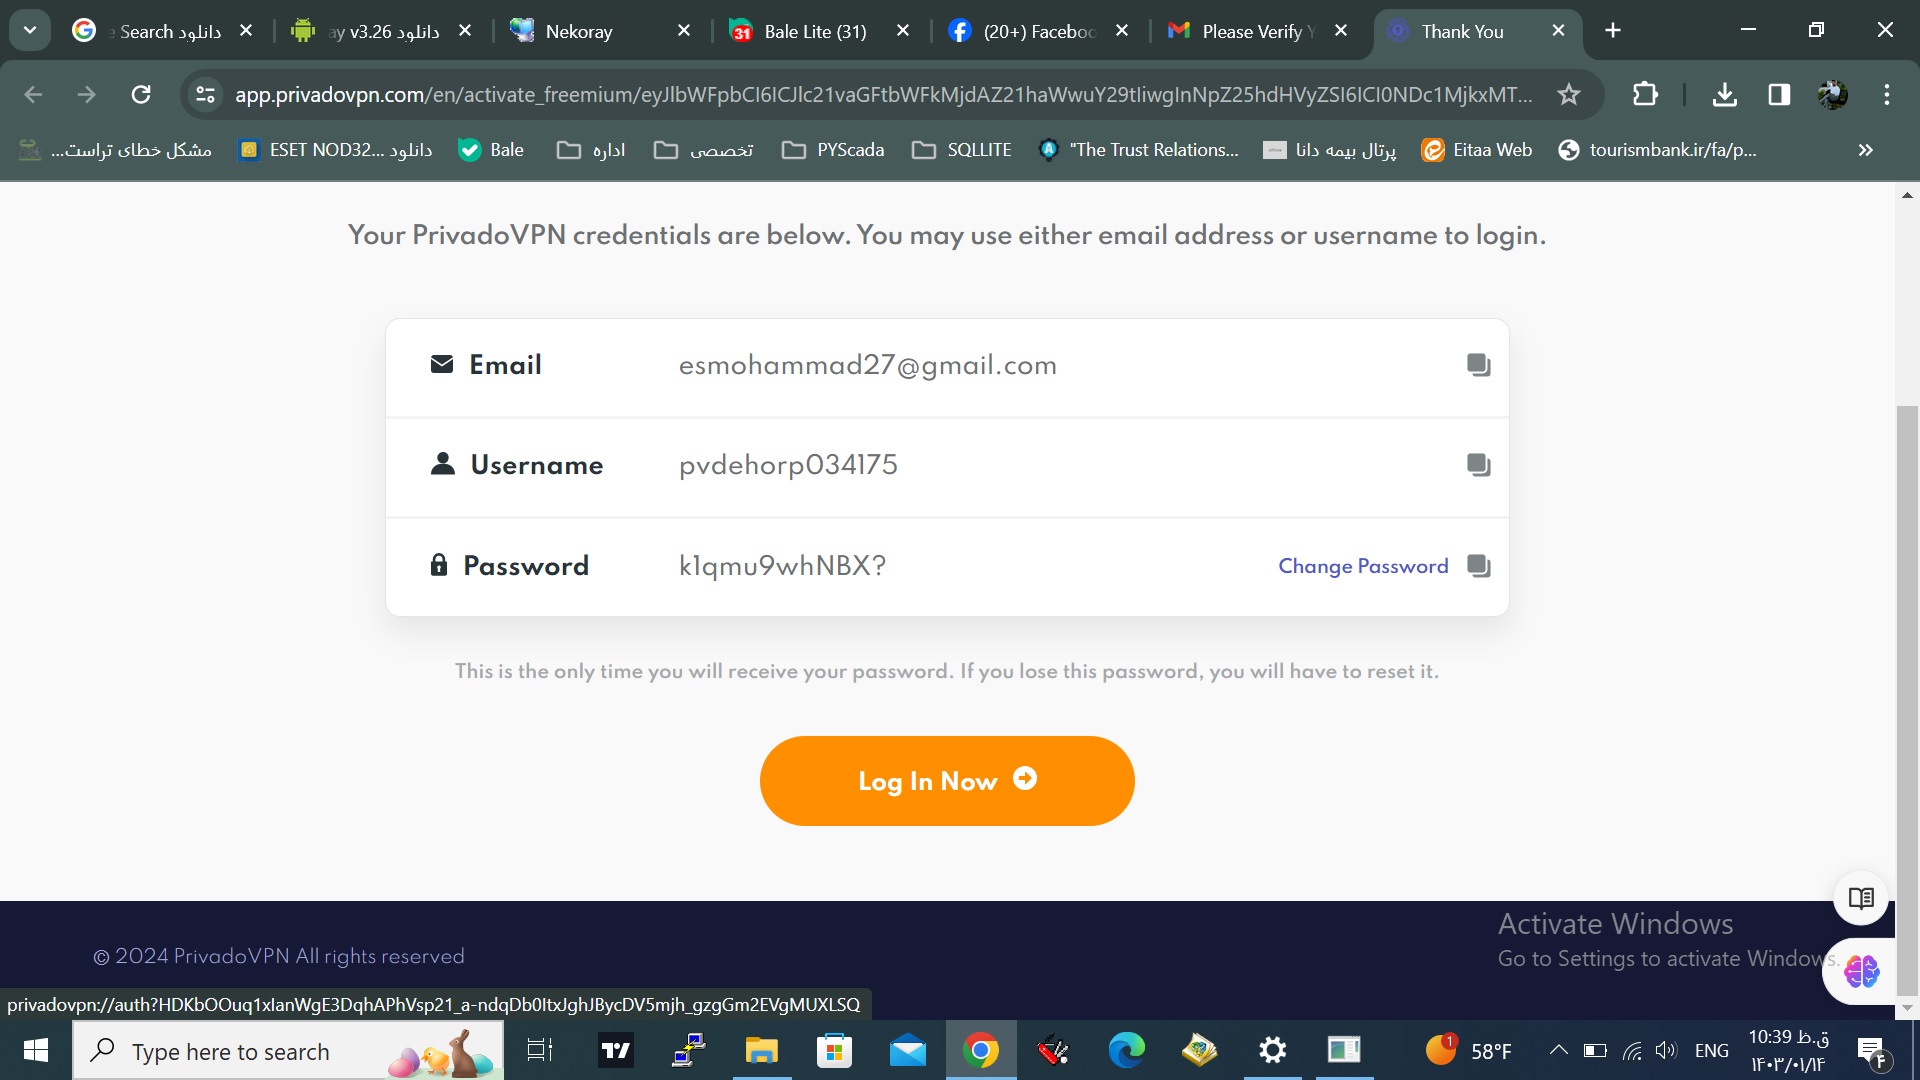 Search دانلود
ay v3.26 دانلود
Nekoray
Bale Lite (31)
(20+) Faceboo
Please Verify Y
Thank You
app.privadovpn.com/en/activate_freemium/eyJlbWFpbCI6ICJlc21vaGFtbWFkMjdAZ21haWwuY29tIiwgInNpZ25hdHVyZSI6ICI0NDc1MjkxMT...
مشکل خطای تراست...
ESET NOD32... دانلود
Bale
اداره
تخصصی
PYScada
SQLLITE
"The Trust Relations...
پرتال بیمه دانا
Eitaa Web
tourismbank.ir/fa/p...
Your PrivadoVPN credentials are below. You may use either email address or username to login.
Email esmohammad27@gmail.com
Username pvdehorp034175
Password k1qmu9whNBX? Change Password
This is the only time you will receive your password. If you lose this password, you will have to reset it.
Log In Now
Activate Windows
Go to Settings to activate Windows.
© 2024 PrivadoVPN All rights reserved
privadovpn://auth?HDKbOOuq1xIanWgE3DqhAPhVsp21_a-ndqDb0ItxJghJBycDV5mjh_gzgGm2EVgMUXLSQ
Type here to search
1
58°F
ENG
10:39 ق.ظ
۱۴۰۳/۰۱/۱۴
۴